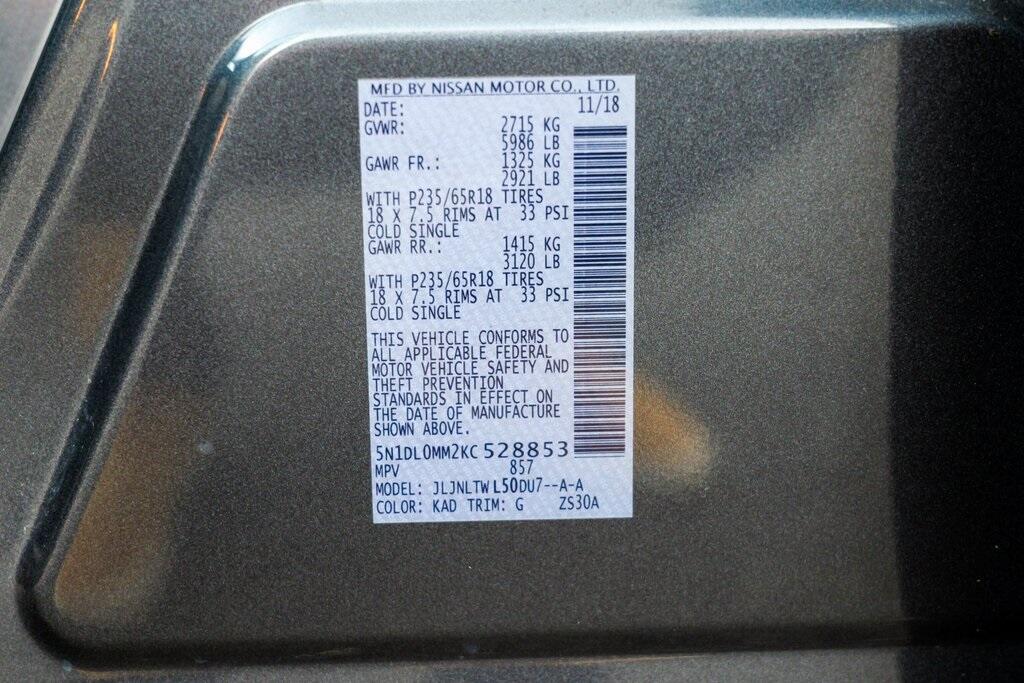 MFD BY NISSAN MOTOR CO., LTD.
DATE: 11/18
GVWR: 2715 KG
5986 LB
GAWR FR.: 1325 KG
2921 LB
WITH P235/65R18 TIRES
18 X 7.5 RIMS AT 33 PSI
COLD SINGLE
GAWR RR.: 1415 KG
3120 LB
WITH P235/65R18 TIRES
18 X 7.5 RIMS AT 33 PSI
COLD SINGLE
THIS VEHICLE CONFORMS TO
ALL APPLICABLE FEDERAL
MOTOR VEHICLE SAFETY AND
THEFT PREVENTION
STANDARDS IN EFFECT ON
THE DATE OF MANUFACTURE
SHOWN ABOVE.
5N1DL0MM2KC 528853
MPV 857
MODEL: JLJNLTWL50DU7--A-A
COLOR: KAD TRIM: G ZS30A